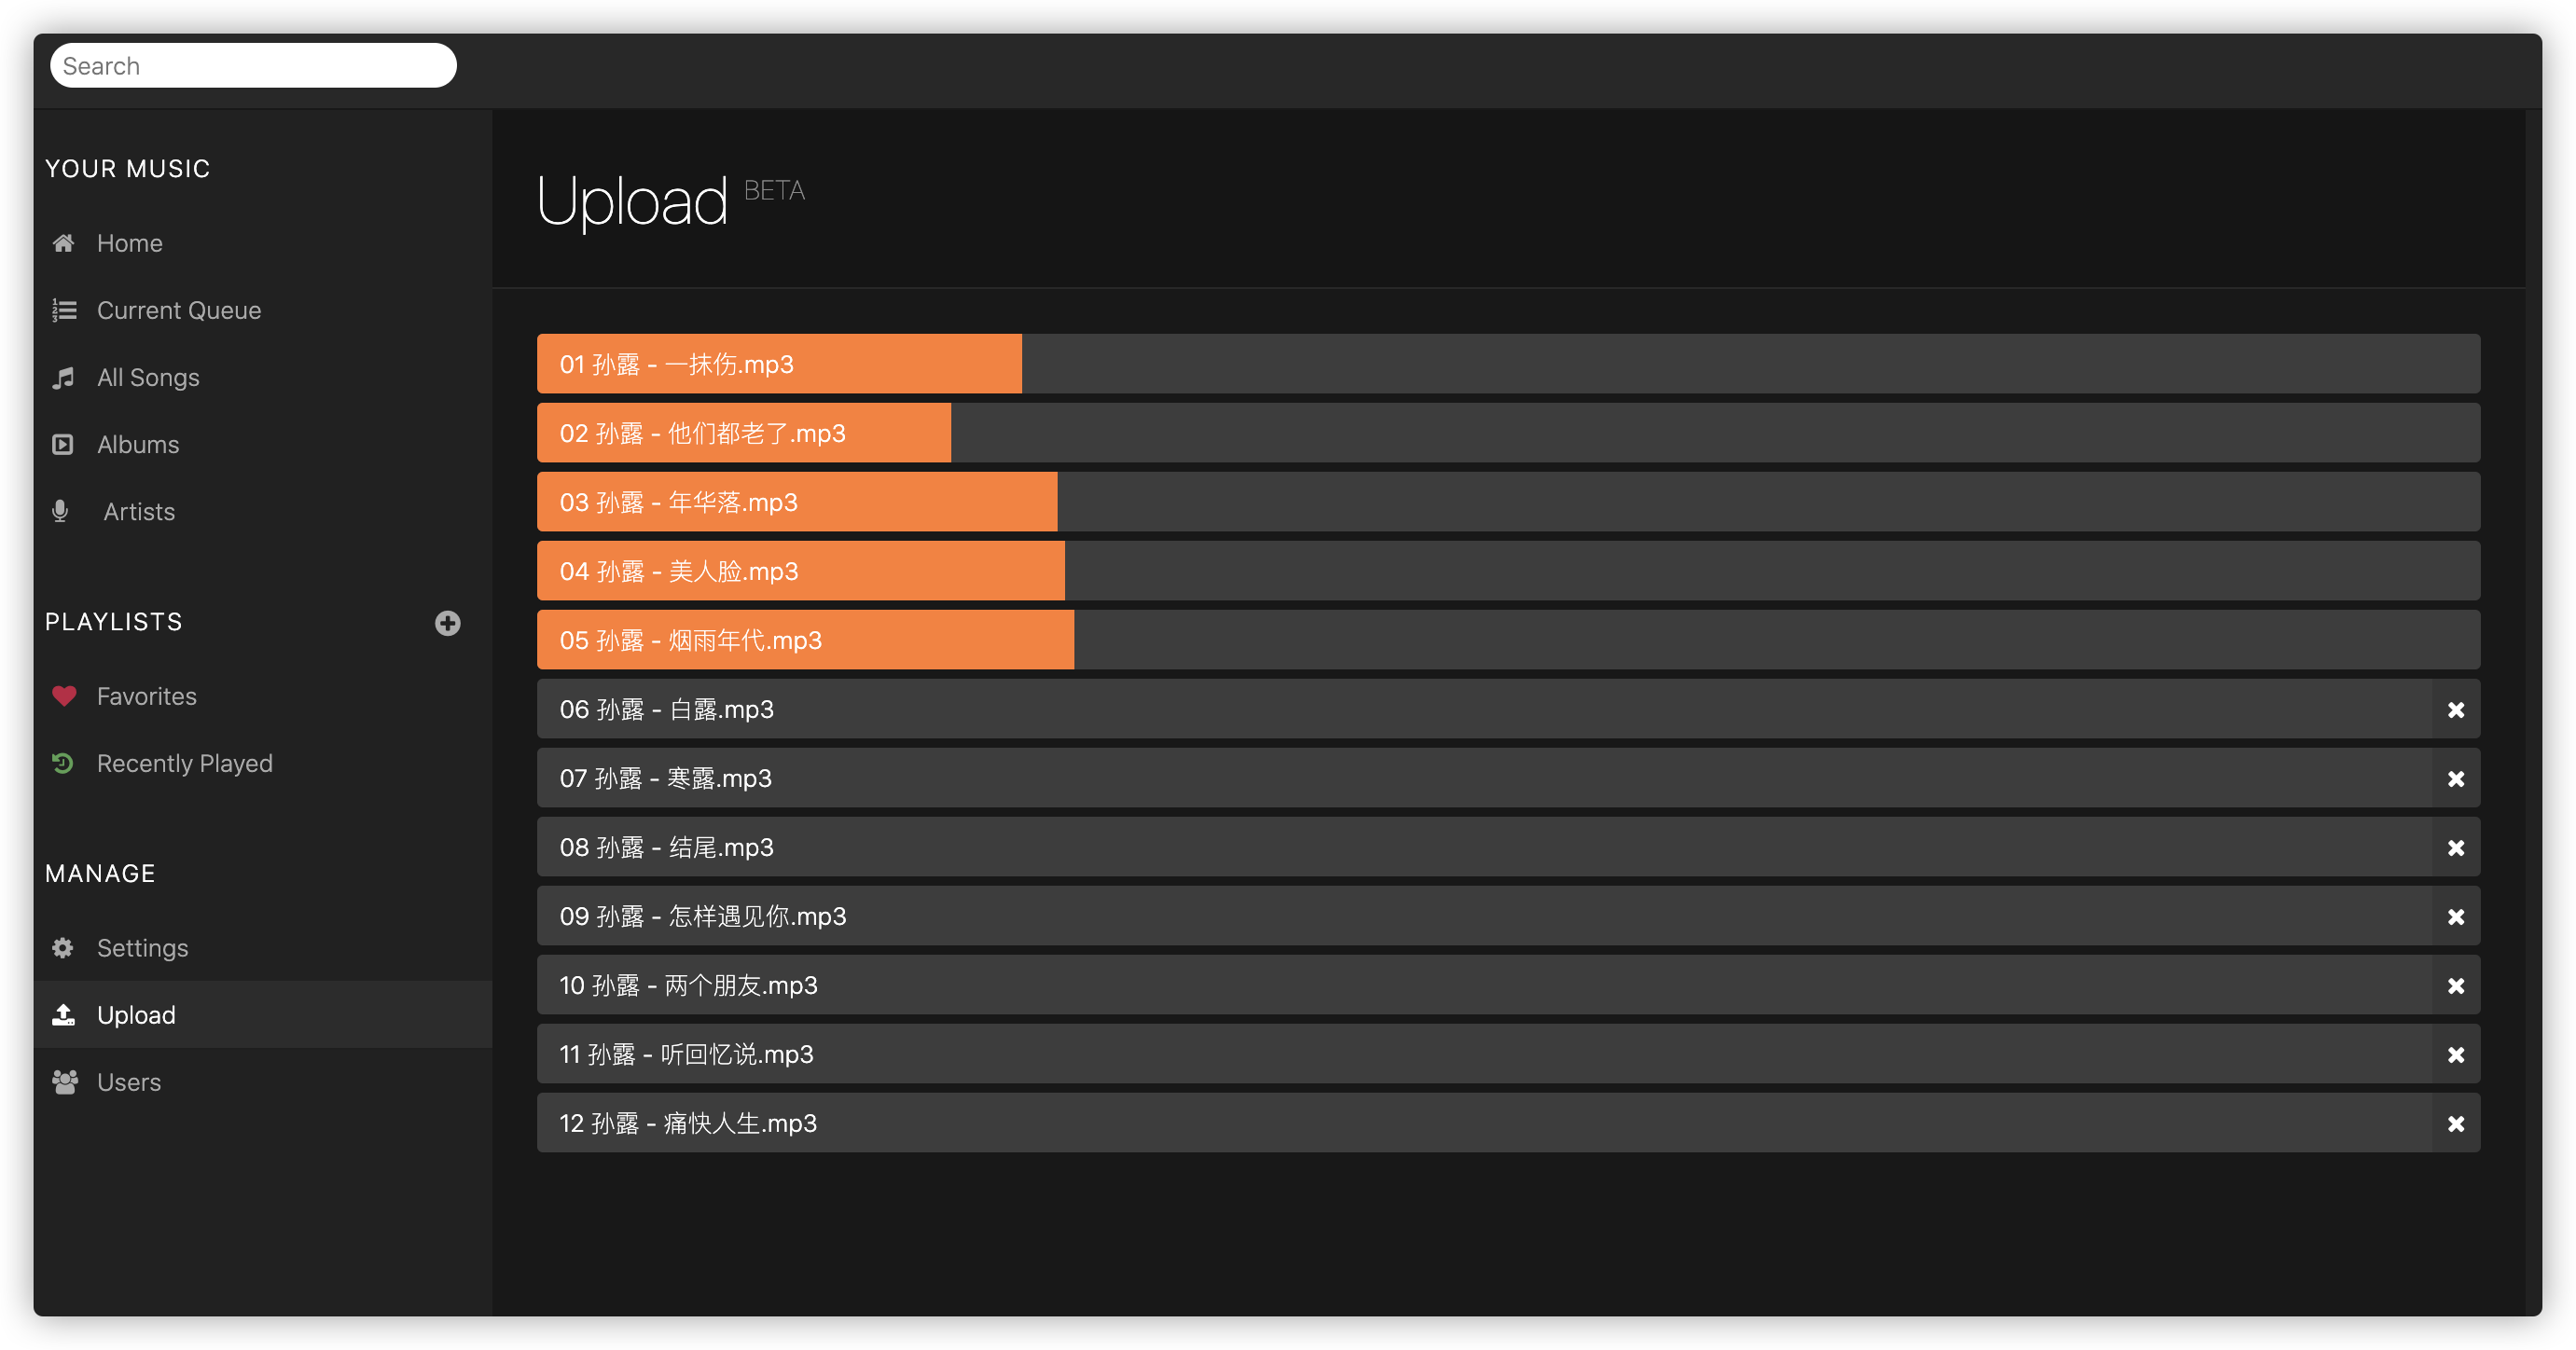 Search
YOUR MUSIC
Home
Current Queue
All Songs
Albums
Artists
PLAYLISTS
Favorites
Recently Played
MANAGE
Settings
Upload
Users
Upload BETA
01 孙露 - 一抹伤.mp3
02 孙露 - 他们都老了.mp3
03 孙露 - 年华落.mp3
04 孙露 - 美人脸.mp3
05 孙露 - 烟雨年代.mp3
06 孙露 - 白露.mp3
07 孙露 - 寒露.mp3
08 孙露 - 结尾.mp3
09 孙露 - 怎样遇见你.mp3
10 孙露 - 两个朋友.mp3
11 孙露 - 听回忆说.mp3
12 孙露 - 痛快人生.mp3